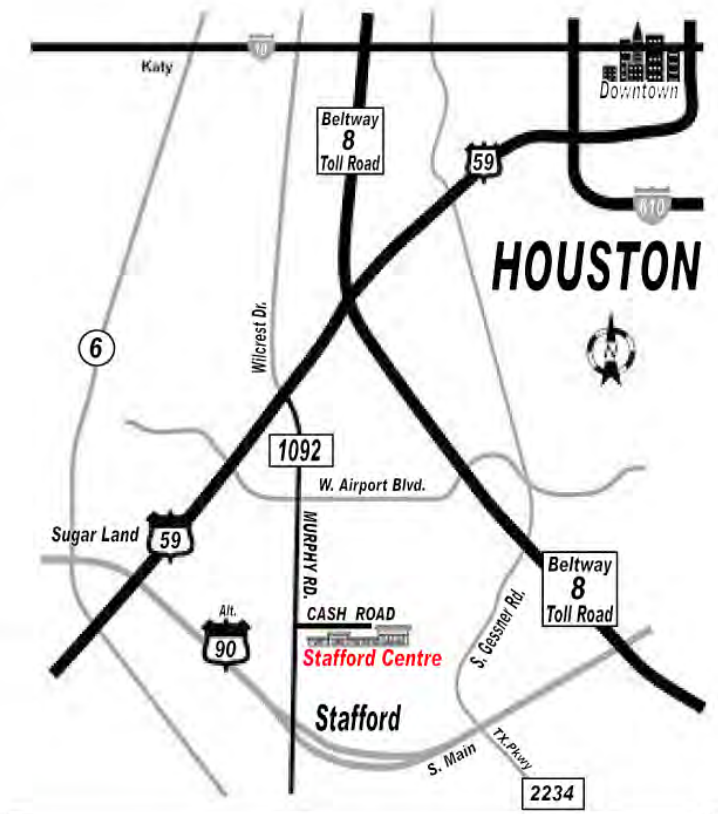 10
Katy
Downtown
Beltway
8
Toll Road
59
610
HOUSTON
N
Wilcrest Dr.
6
1092
W. Airport Blvd.
Sugar Land
59
MURPHY RD.
Beltway
8
Toll Road
Alt.
90
CASH ROAD
Stafford Centre
S. Gessner Rd.
Stafford
S. Main
TX.Pkwy
2234